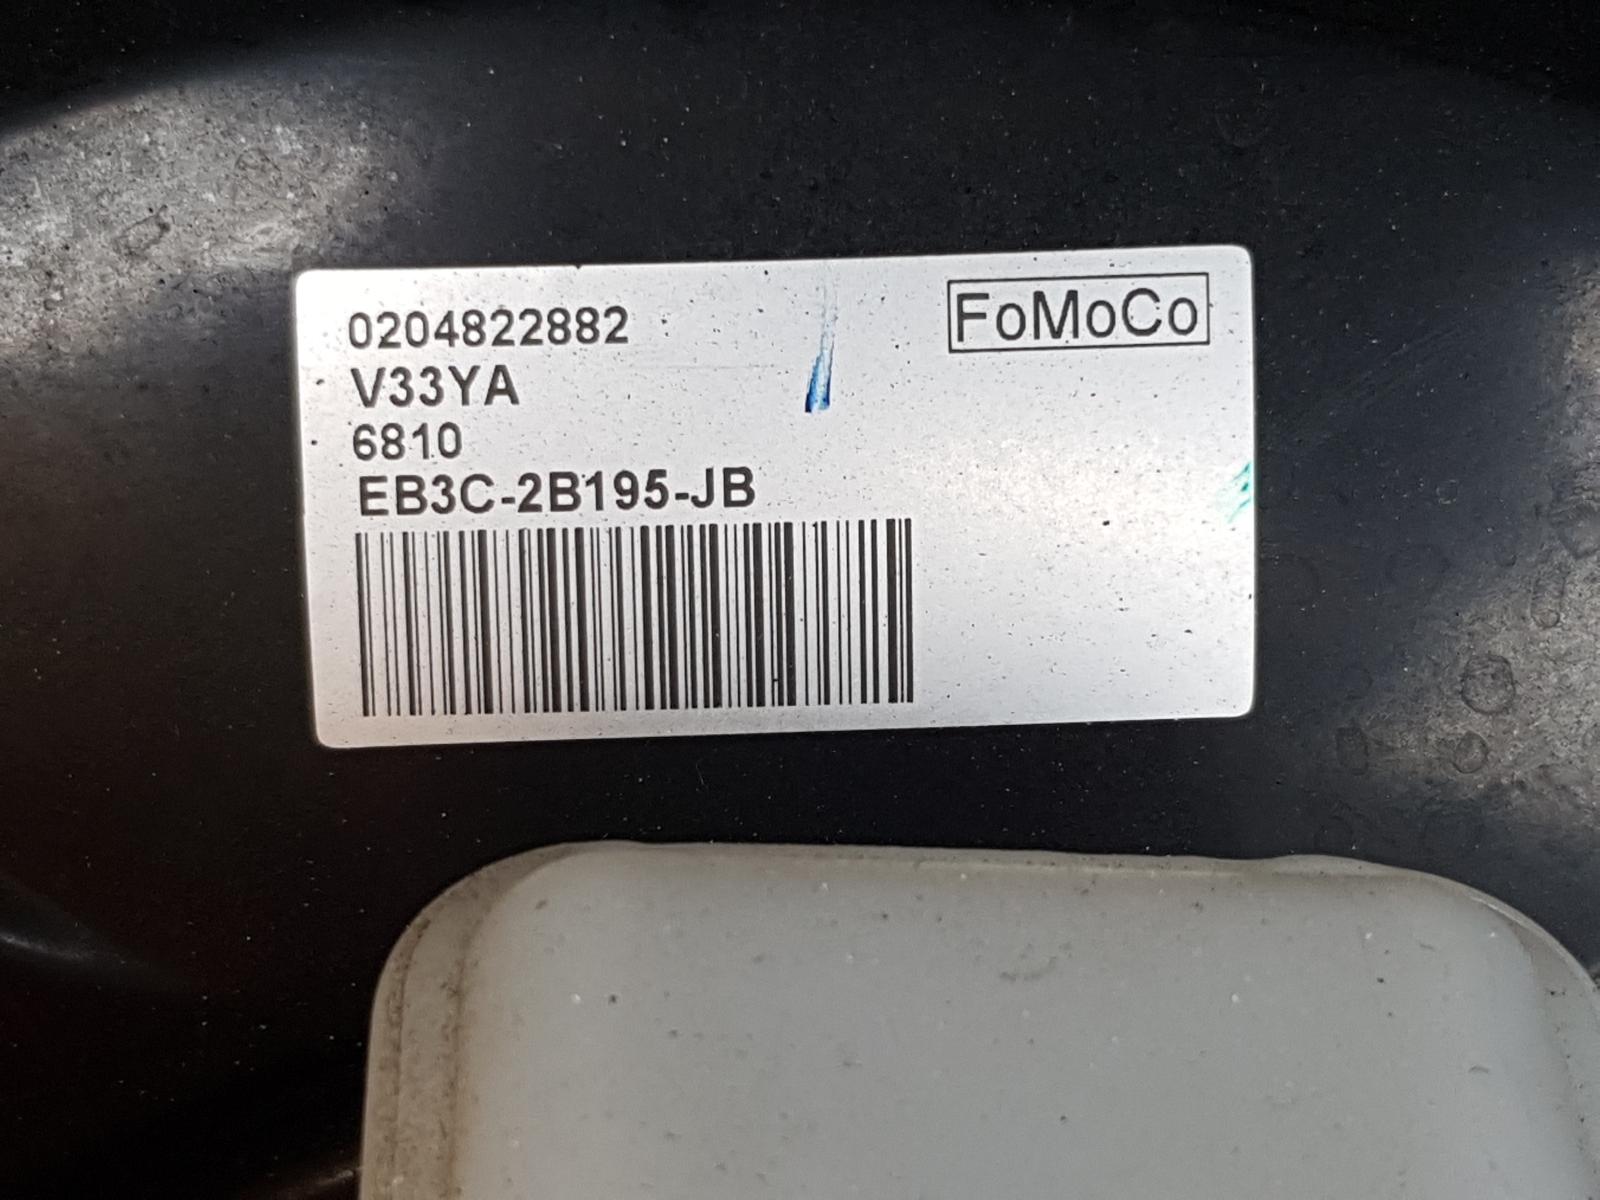 0204822882
FoMoCo
V33YA
6810
EB3C-2B195-JB